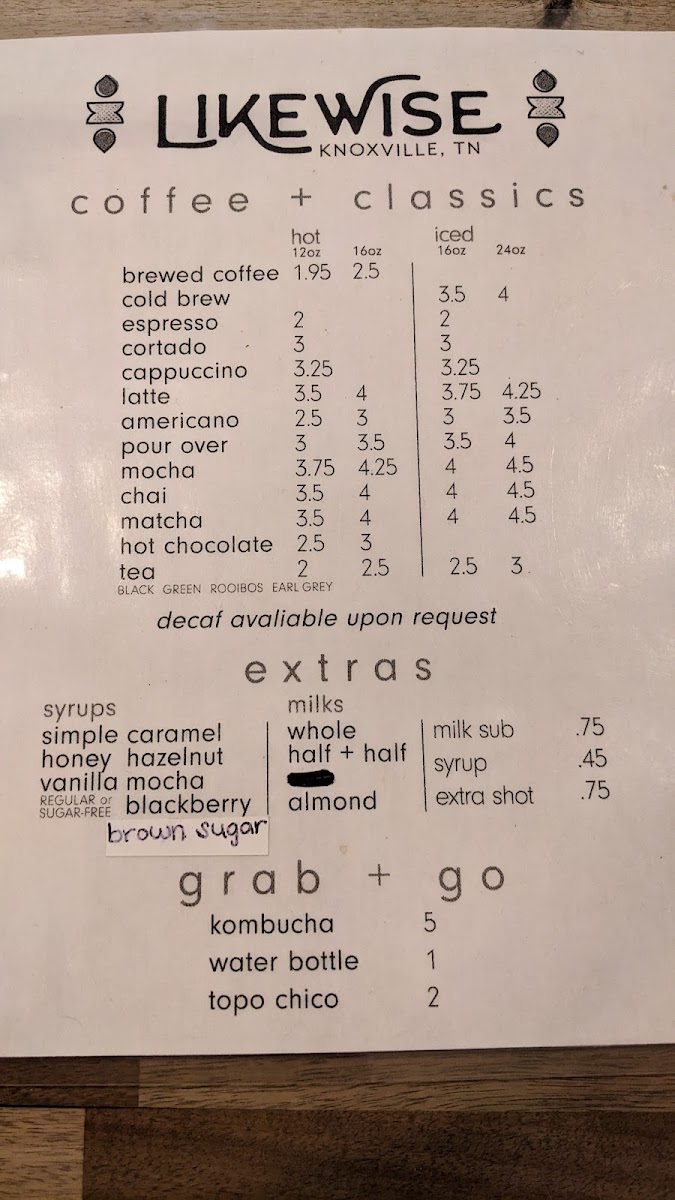 LIKEWISE
KNOXVILLE, TN
coffee + classics
hot iced
12oz 16oz 16oz 24oz
brewed coffee 1.95 2.5
cold brew 3.5 4
espresso 2 2
cortado 3 3
cappuccino 3.25 3.25
latte 3.5 4 3.75 4.25
americano 2.5 3 3 3.5
pour over 3 3.5 3.5 4
mocha 3.75 4.25 4 4.5
chai 3.5 4 4 4.5
matcha 3.5 4 4 4.5
hot chocolate 2.5 3
tea 2 2.5 2.5 3
BLACK GREEN ROOIBOS EARL GREY
decaf avaliable upon request
extras
syrups
simple caramel
honey hazelnut
vanilla mocha
REGULAR or SUGAR-FREE blackberry
brown sugar
milks
whole
half + half
almond
milk sub .75
syrup .45
extra shot .75
grab + go
kombucha 5
water bottle 1
topo chico 2